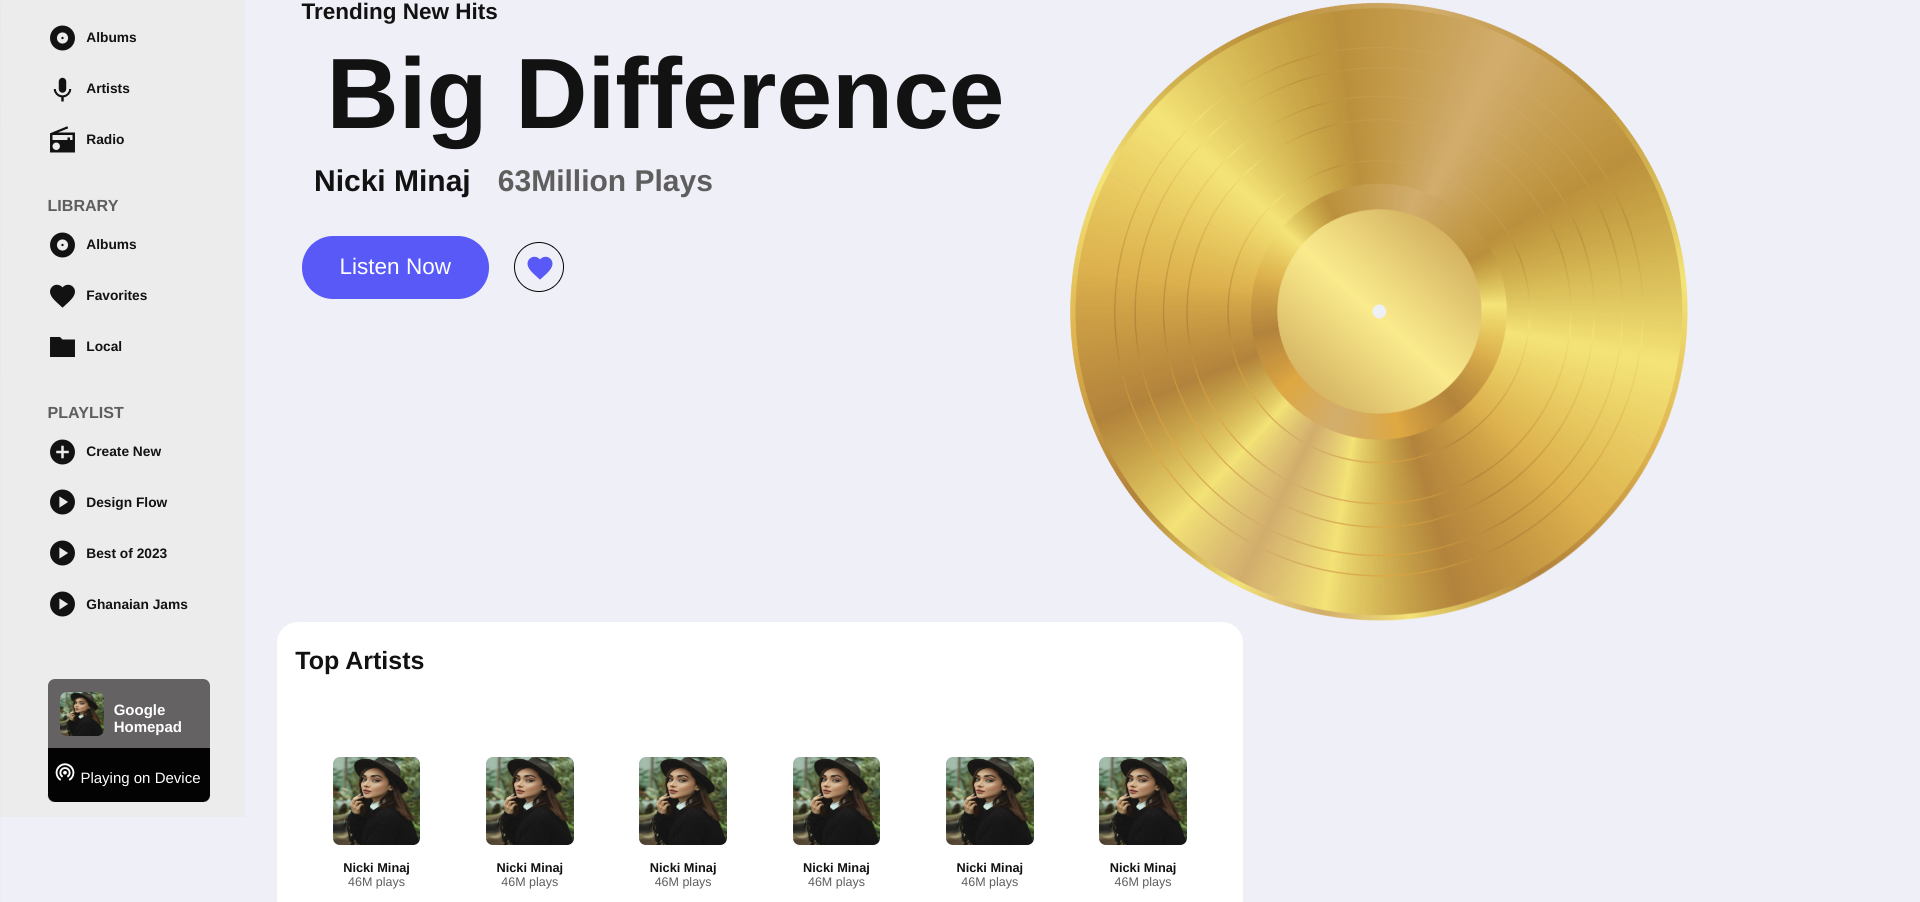 Albums
Artists
Radio
LIBRARY
Albums
Favorites
Local
PLAYLIST
Create New
Design Flow
Best of 2023
Ghanaian Jams
Google
Homepad
Playing on Device
Trending New Hits
Big Difference
Nicki Minaj 63Million Plays
Listen Now
Top Artists
Nicki Minaj Nicki Minaj Nicki Minaj Nicki Minaj Nicki Minaj Nicki Minaj
46M plays 46M plays 46M plays 46M plays 46M plays 46M plays